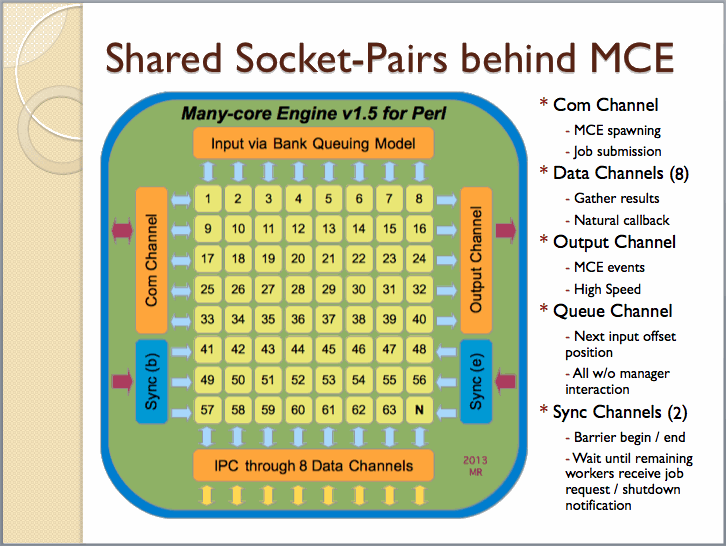 Shared Socket-Pairs behind MCE
Many-core Engine v1.5 for Perl
Input via Bank Queuing Model
Com Channel
Sync (b)
1 2 3 4 5 6 7 8
9 10 11 12 13 14 15 16
17 18 19 20 21 22 23 24
25 26 27 28 29 30 31 32
33 34 35 36 37 38 39 40
41 42 43 44 45 46 47 48
49 50 51 52 53 54 55 56
57 58 59 60 61 62 63 N
Output Channel
Sync (e)
IPC through 8 Data Channels
2013
MR
* Com Channel
- MCE spawning
- Job submission
* Data Channels (8)
- Gather results
- Natural callback
* Output Channel
- MCE events
- High Speed
* Queue Channel
- Next input offset
position
- All w/o manager
interaction
* Sync Channels (2)
- Barrier begin / end
- Wait until remaining
workers receive job
request / shutdown
notification